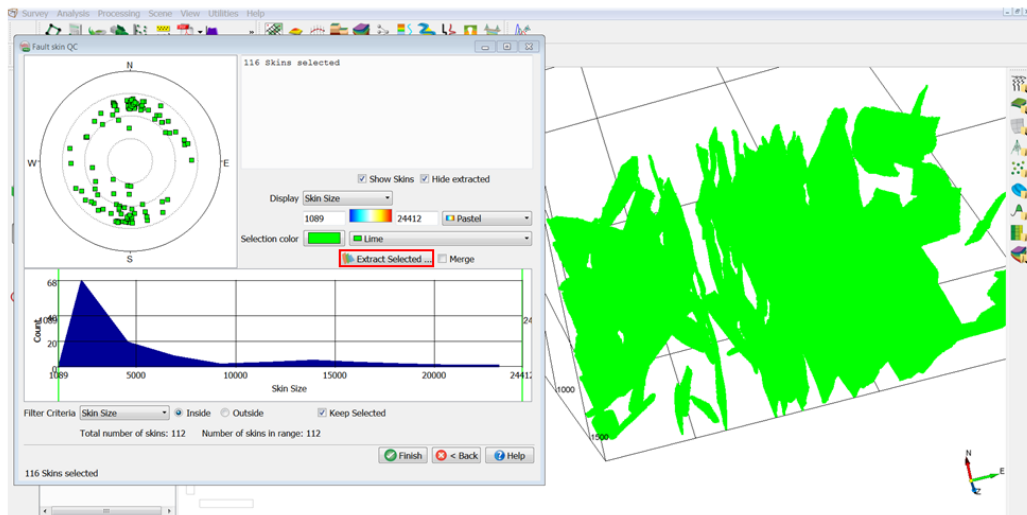 Survey Analysis Processing Scene View Utilities Help
Fault skin QC
N
W
E
S
116 Skins selected
Show Skins Hide extracted
Display Skin Size
1089 24412 Pastel
Selection color Lime
Extract Selected ... Merge
68
40
20
0
Count
1089
24
1089 5000 10000 15000 20000 24412
Skin Size
Filter Criteria Skin Size Inside Outside Keep Selected
Total number of skins: 112 Number of skins in range: 112
Finish < Back Help
116 Skins selected
1000
1500
N
E
Z